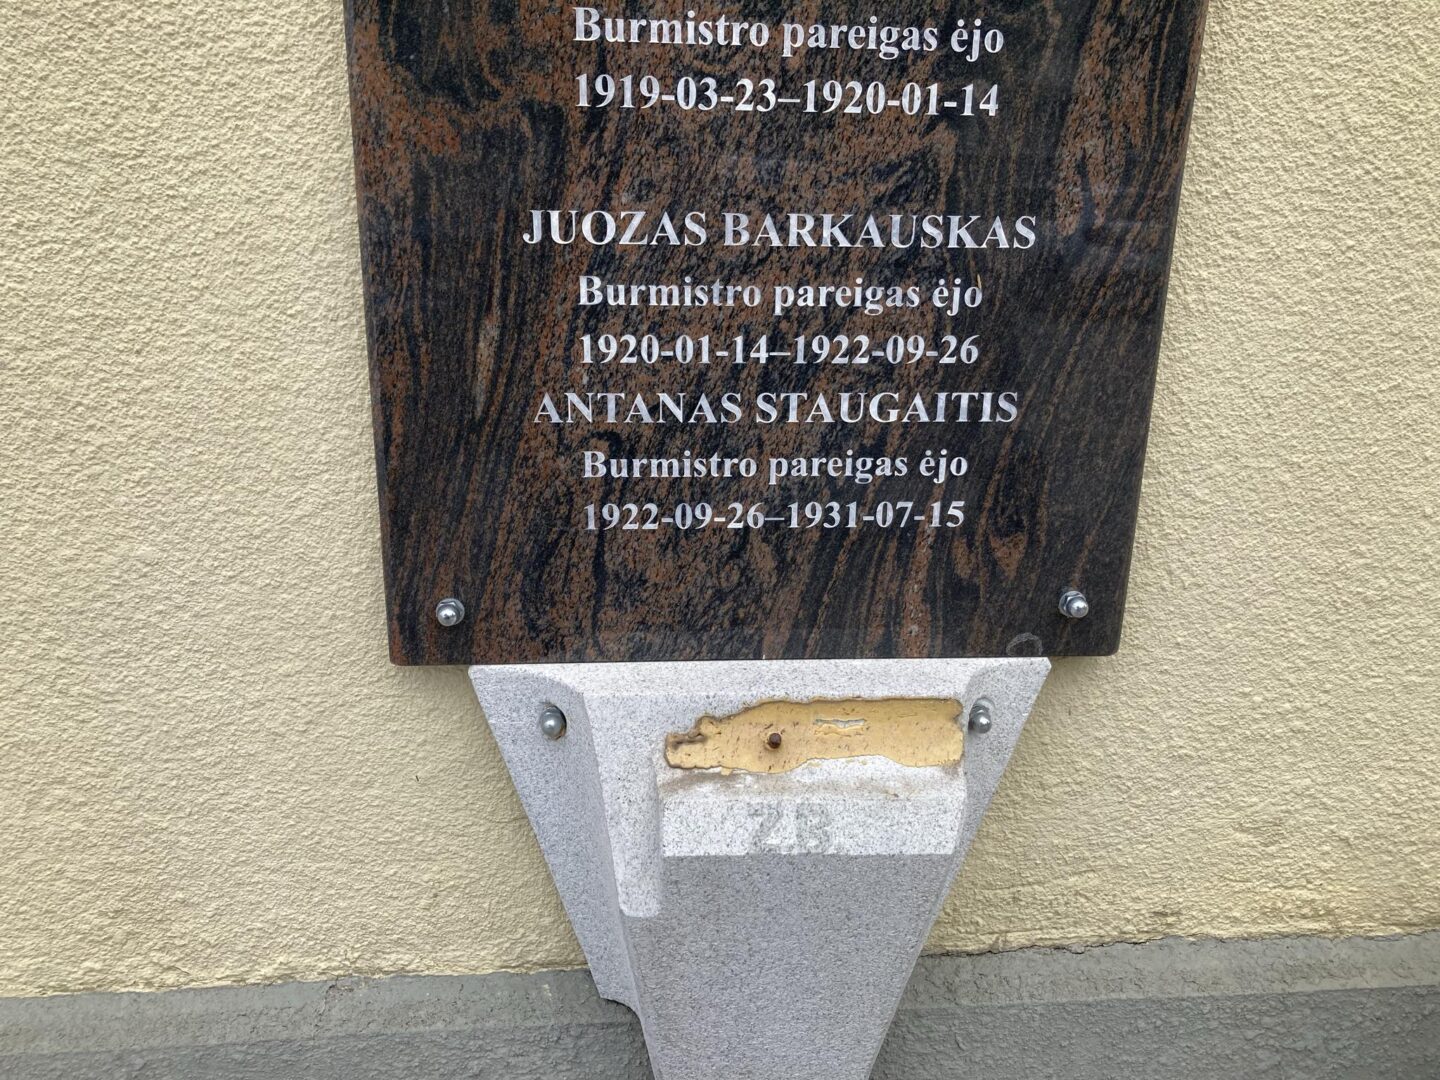 Burmistro pareigas ėjo
1919-03-23–1920-01-14
JUOZAS BARKAUSKAS
Burmistro pareigas ėjo
1920-01-14–1922-09-26
ANTANAS STAUGAITIS
Burmistro pareigas ėjo
1922-09-26–1931-07-15
ZB